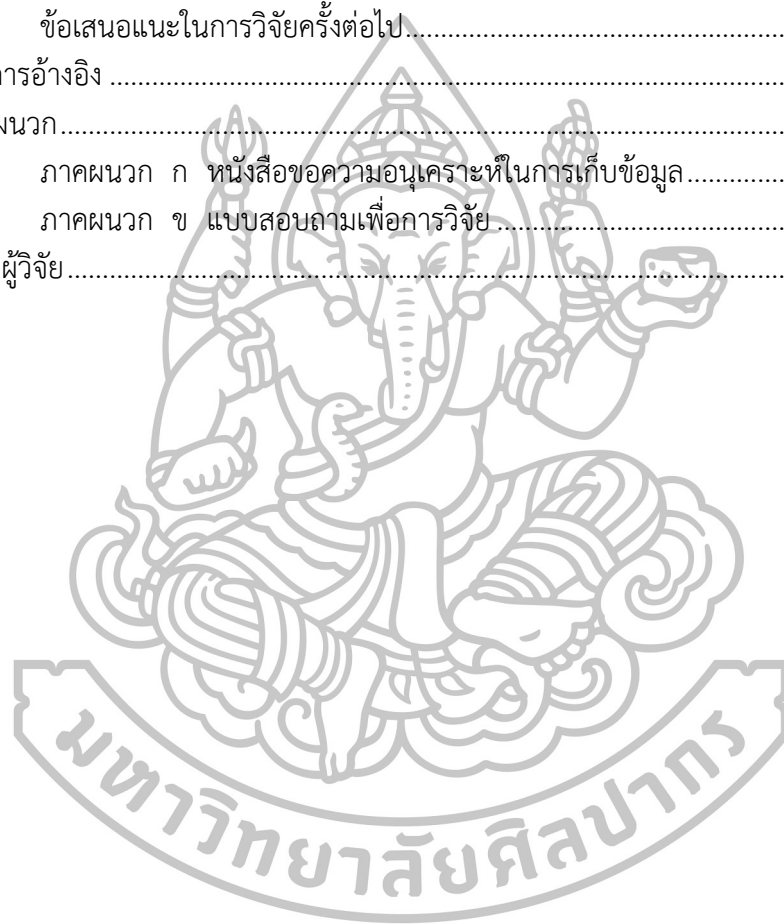 ข้อเสนอแนะในการวิจัยครั้งต่อไป.......................................................
การอ้างอิง ..........................................................................................
ผนวก................................................................................................
ภาคผนวก ก หนังสือขอความอนุเคราะห์ในการเก็บข้อมูล..............
ภาคผนวก ข แบบสอบถามเพื่อการวิจัย .........................................
ผู้วิจัย................................................................................................
มหาวิทยาลัยศิลปากร